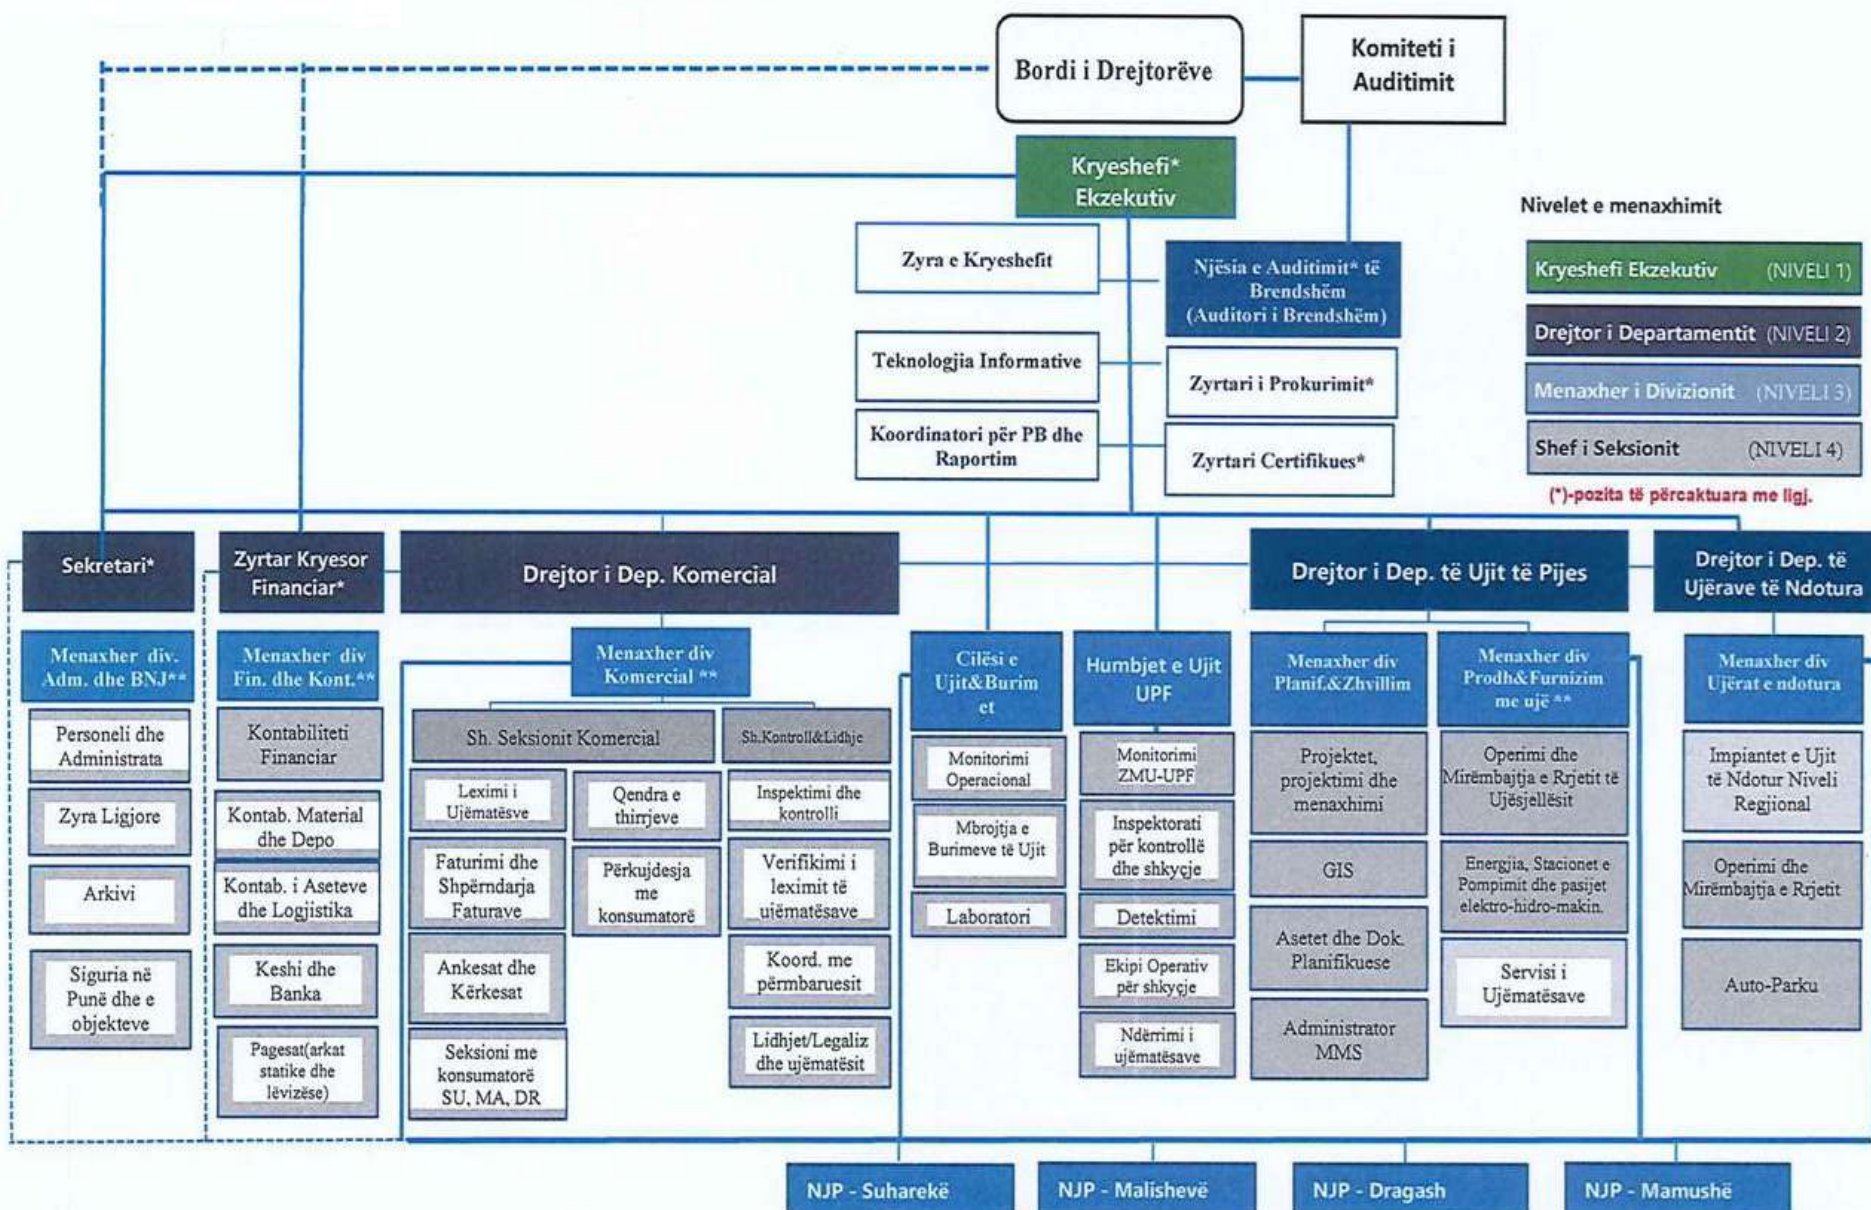 Bordi i Drejtorëve
Komiteti i
Auditimit
Kryeshefi*
Ekzekutiv
Zyra e Kryeshefit
Njësia e Auditimit* të
Brendshëm
(Auditori i Brendshëm)
Teknologjia Informative
Zyrtari i Prokurimit*
Koordinatori për PB dhe
Raportim
Zyrtari Certifikues*
Nivelet e menaxhimit
Kryeshefi Ekzekutiv (NIVELI 1)
Drejtor i Departamentit (NIVELI 2)
Menaxher i Divizionit (NIVELI 3)
Shef i Seksionit (NIVELI 4)
(*)-pozita të përcaktuara me ligj.
Sekretari*
Zyrtar Kryesor
Financiar*
Drejtor i Dep. Komercial
Drejtor i Dep. të Ujit të Pijes
Drejtor i Dep. të
Ujërave të Ndotura
Menaxher div.
Adm. dhe BNJ**
Personeli dhe
Administrata
Zyra Ligjore
Arkivi
Siguria në
Punë dhe e
objekteve
Menaxher div
Fin. dhe Kont.**
Kontabiliteti
Financiar
Kontab. Material
dhe Depo
Kontab. i Aseteve
dhe Logjistika
Keshi dhe
Banka
Pagesat(arkat
statike dhe
lëvizëse)
Menaxher div
Komercial **
Sh. Seksionit Komercial
Leximi i
Ujëmatësve
Faturimi dhe
Shpërndarja
Faturave
Ankesat dhe
Kërkesat
Seksioni me
konsumatorë
SU, MA, DR
Qendra e
thirrjeve
Përkujdesja
me
konsumatorë
Sh.Kontroll&Lidhje
Inspektimi dhe
kontrolli
Verifikimi i
leximit të
ujëmatësave
Koord. me
përmbaruesit
Lidhjet/Legaliz
dhe ujëmatësit
Cilësi e
Ujit&Burim
et
Monitorimi
Operacional
Mbrojtja e
Burimeve të Ujit
Laboratori
Humbjet e Ujit
UPF
Monitorimi
ZMU-UPF
Inspektorati
për kontrollë
dhe shkyçje
Detektimi
Ekipi Operativ
për shkyçje
Ndërrimi i
ujëmatësave
Menaxher div
Planif.&Zhvillim
Projektet,
projektimi dhe
menaxhimi
GIS
Asetet dhe Dok.
Planifikuese
Administrator
MMS
Menaxher div
Prodh&Furnizim
me ujë **
Operimi dhe
Mirëmbajtja e Rrjetit të
Ujësjellësit
Energjia, Stacionet e
Pompimit dhe pasijet
elektro-hidro-makin.
Servisi i
Ujëmatësave
Menaxher div
Ujërat e ndotura
Impiantet e Ujit
të Ndotur Niveli
Regjional
Operimi dhe
Mirëmbajtja e Rrjetit
Auto-Parku
NJP - Suharekë
NJP - Malishevë
NJP - Dragash
NJP - Mamushë